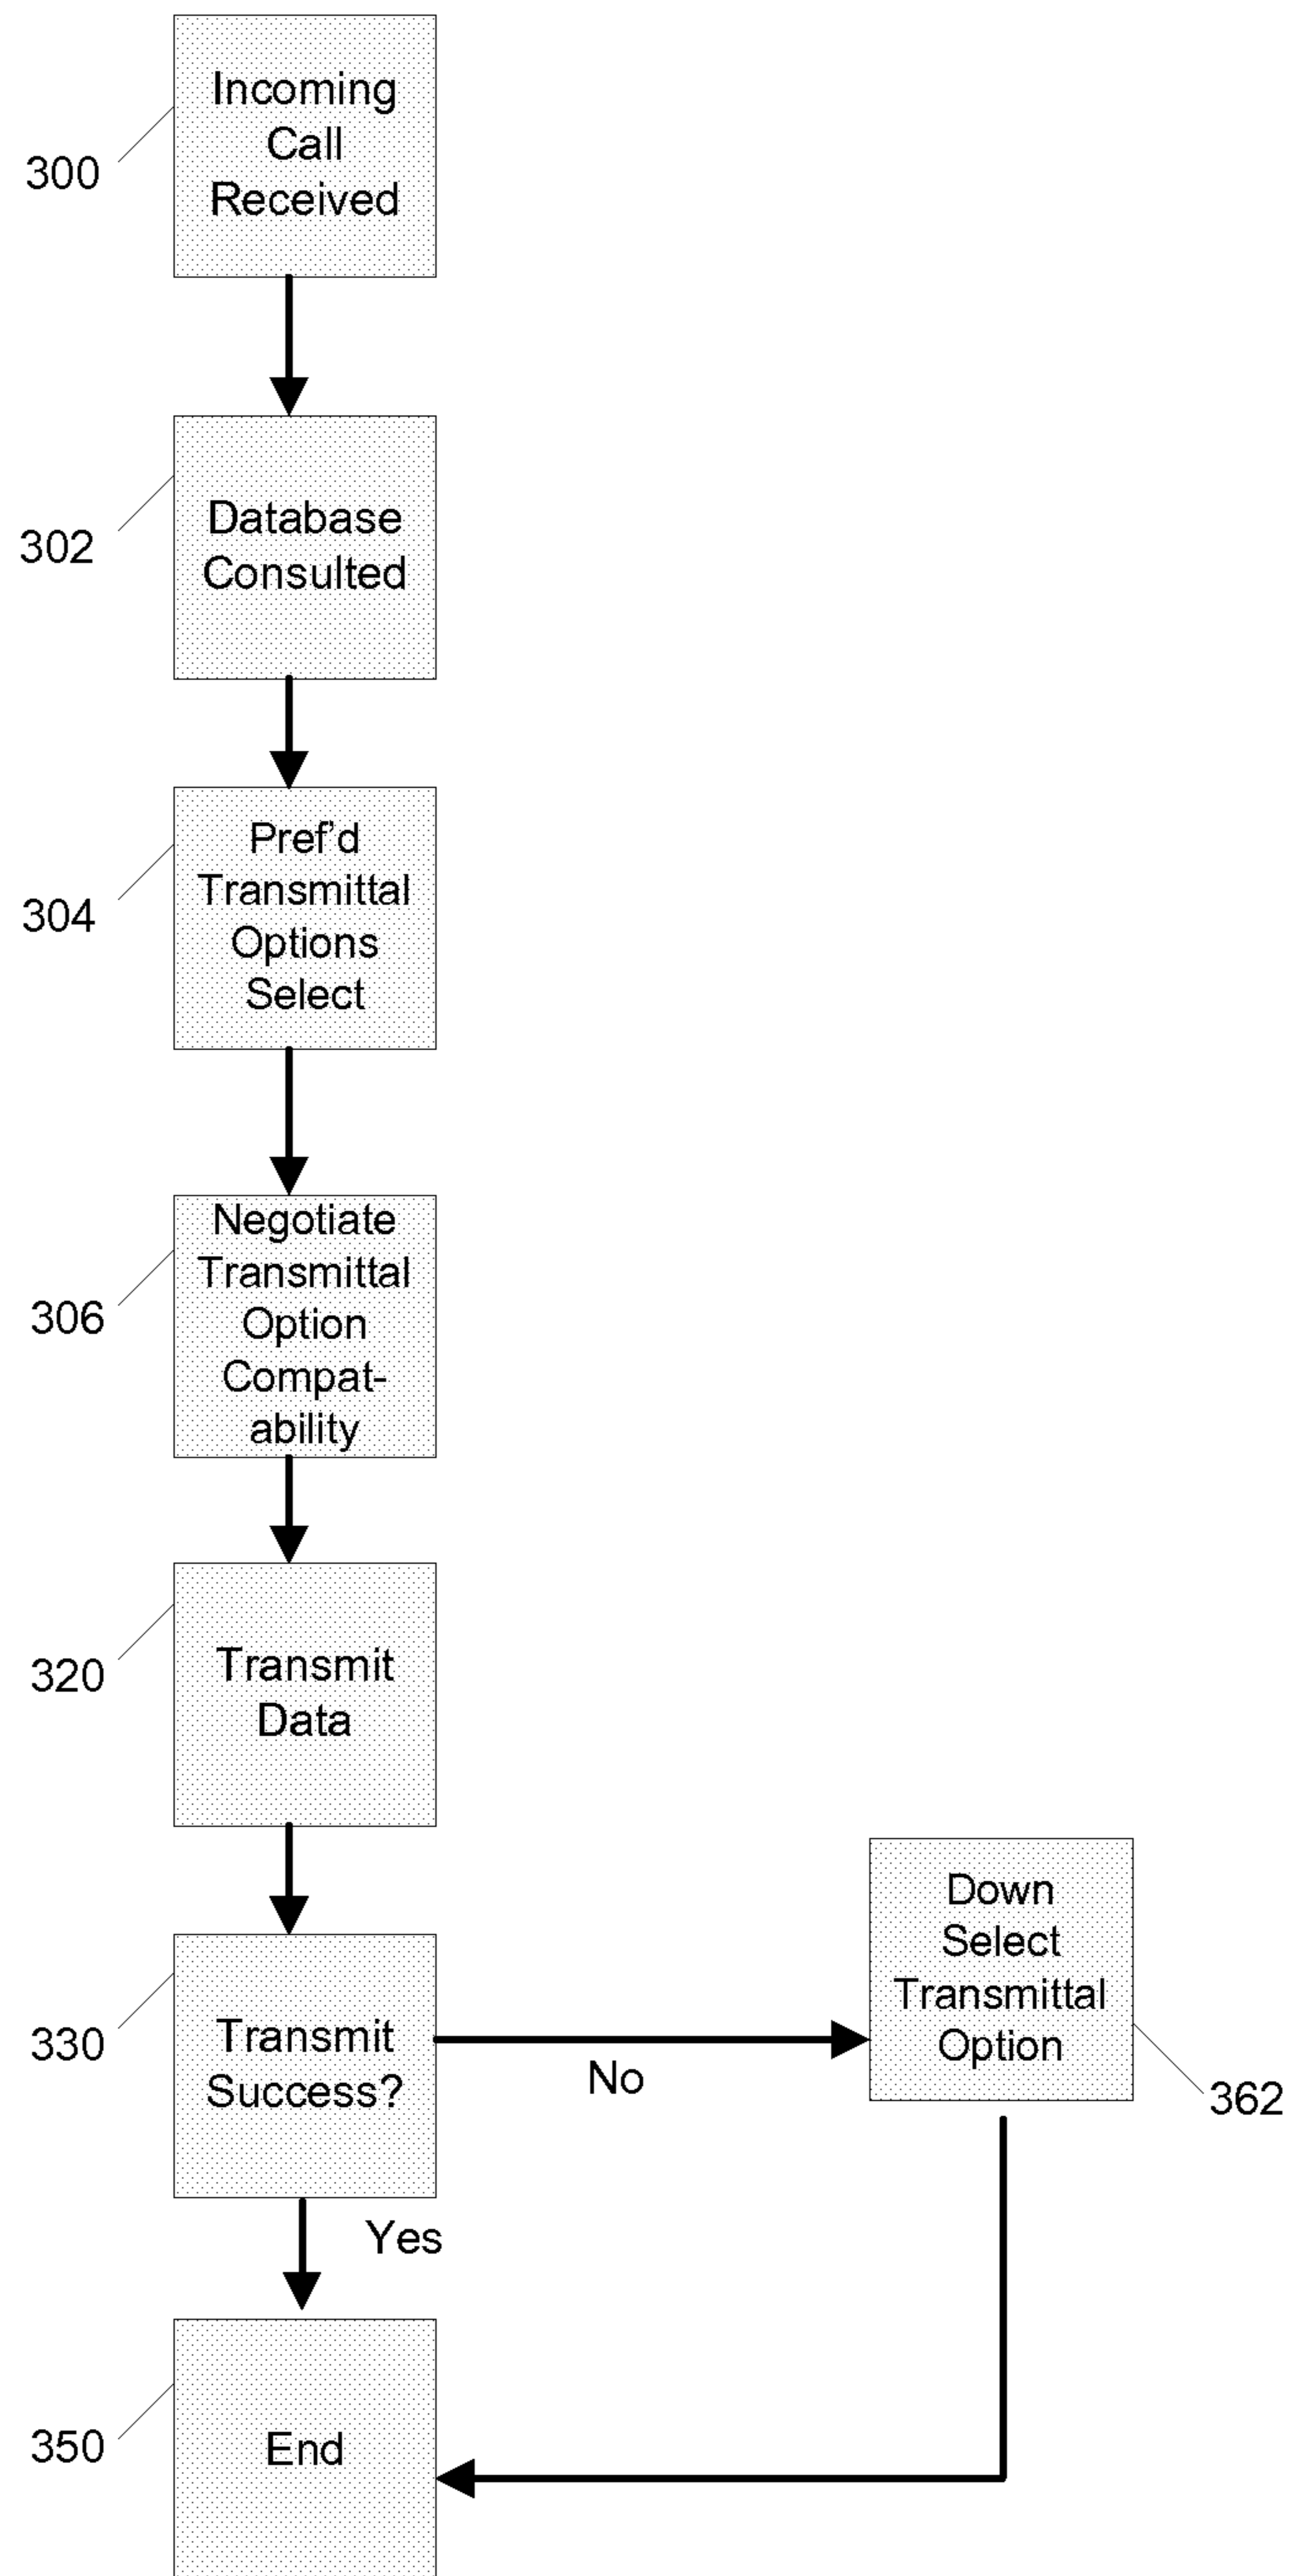 Incoming
Call
Received
300
Database
Consulted
302
Pref'd
Transmittal
Options
Select
304
Negotiate
Transmittal
Option
Compat-
ability
306
Transmit
Data
320
Transmit
Success?
330
No
Down
Select
Transmittal
Option
362
Yes
End
350